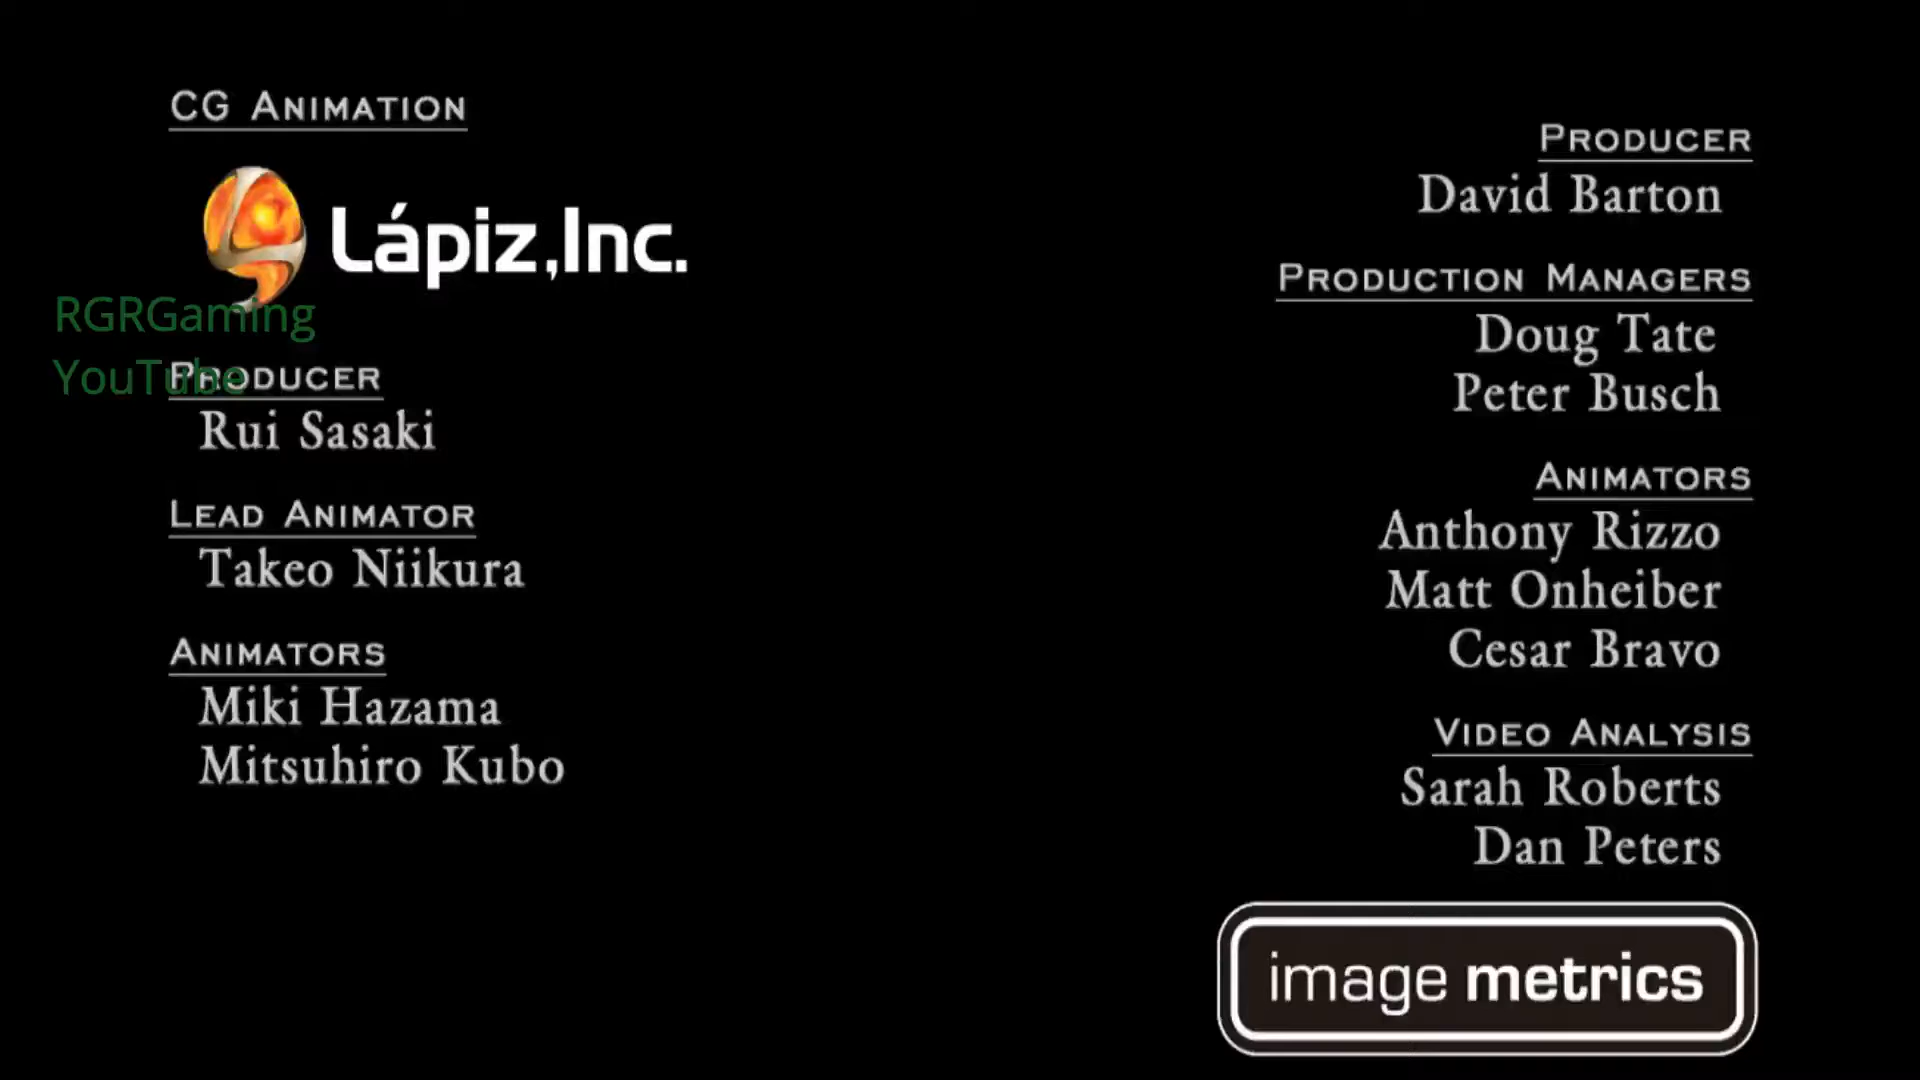 CG Animation
Lápiz,Inc.
RGRGaming
YouTube
Producer
Rui Sasaki
Lead Animator
Takeo Niikura
Animators
Miki Hazama
Mitsuhiro Kubo
Producer
David Barton
Production Managers
Doug Tate
Peter Busch
Animators
Anthony Rizzo
Matt Onheiber
Cesar Bravo
Video Analysis
Sarah Roberts
Dan Peters
image metrics